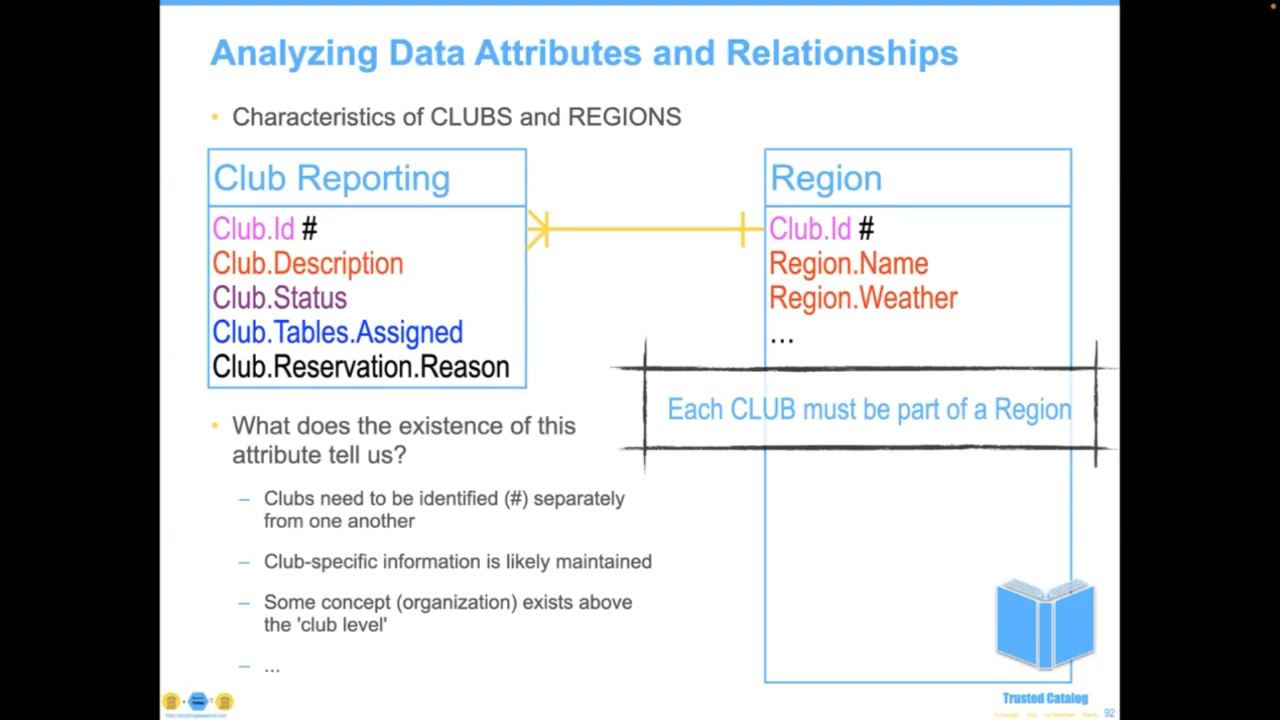 Analyzing Data Attributes and Relationships
• Characteristics of CLUBS and REGIONS
Club Reporting
Club.Id #
Club.Description
Club.Status
Club.Tables.Assigned
Club.Reservation.Reason
Region
Club.Id #
Region.Name
Region.Weather
...
Each CLUB must be part of a Region
• What does the existence of this
attribute tell us?
– Clubs need to be identified (#) separately
from one another
– Club-specific information is likely maintained
– Some concept (organization) exists above
the 'club level'
– ...
Trusted Catalog
92